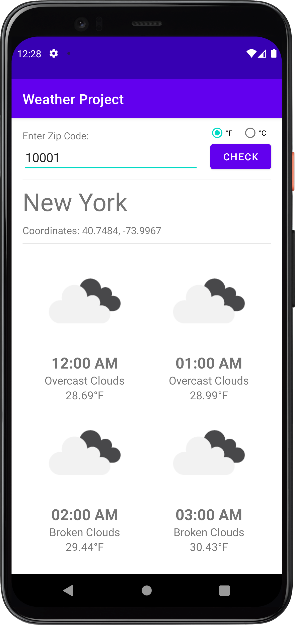 12:28
Weather Project
Enter Zip Code:
°F °C
10001
CHECK
New York
Coordinates: 40.7484, -73.9967
12:00 AM 01:00 AM
Overcast Clouds Overcast Clouds
28.69°F 28.99°F
02:00 AM 03:00 AM
Broken Clouds Broken Clouds
29.44°F 30.43°F